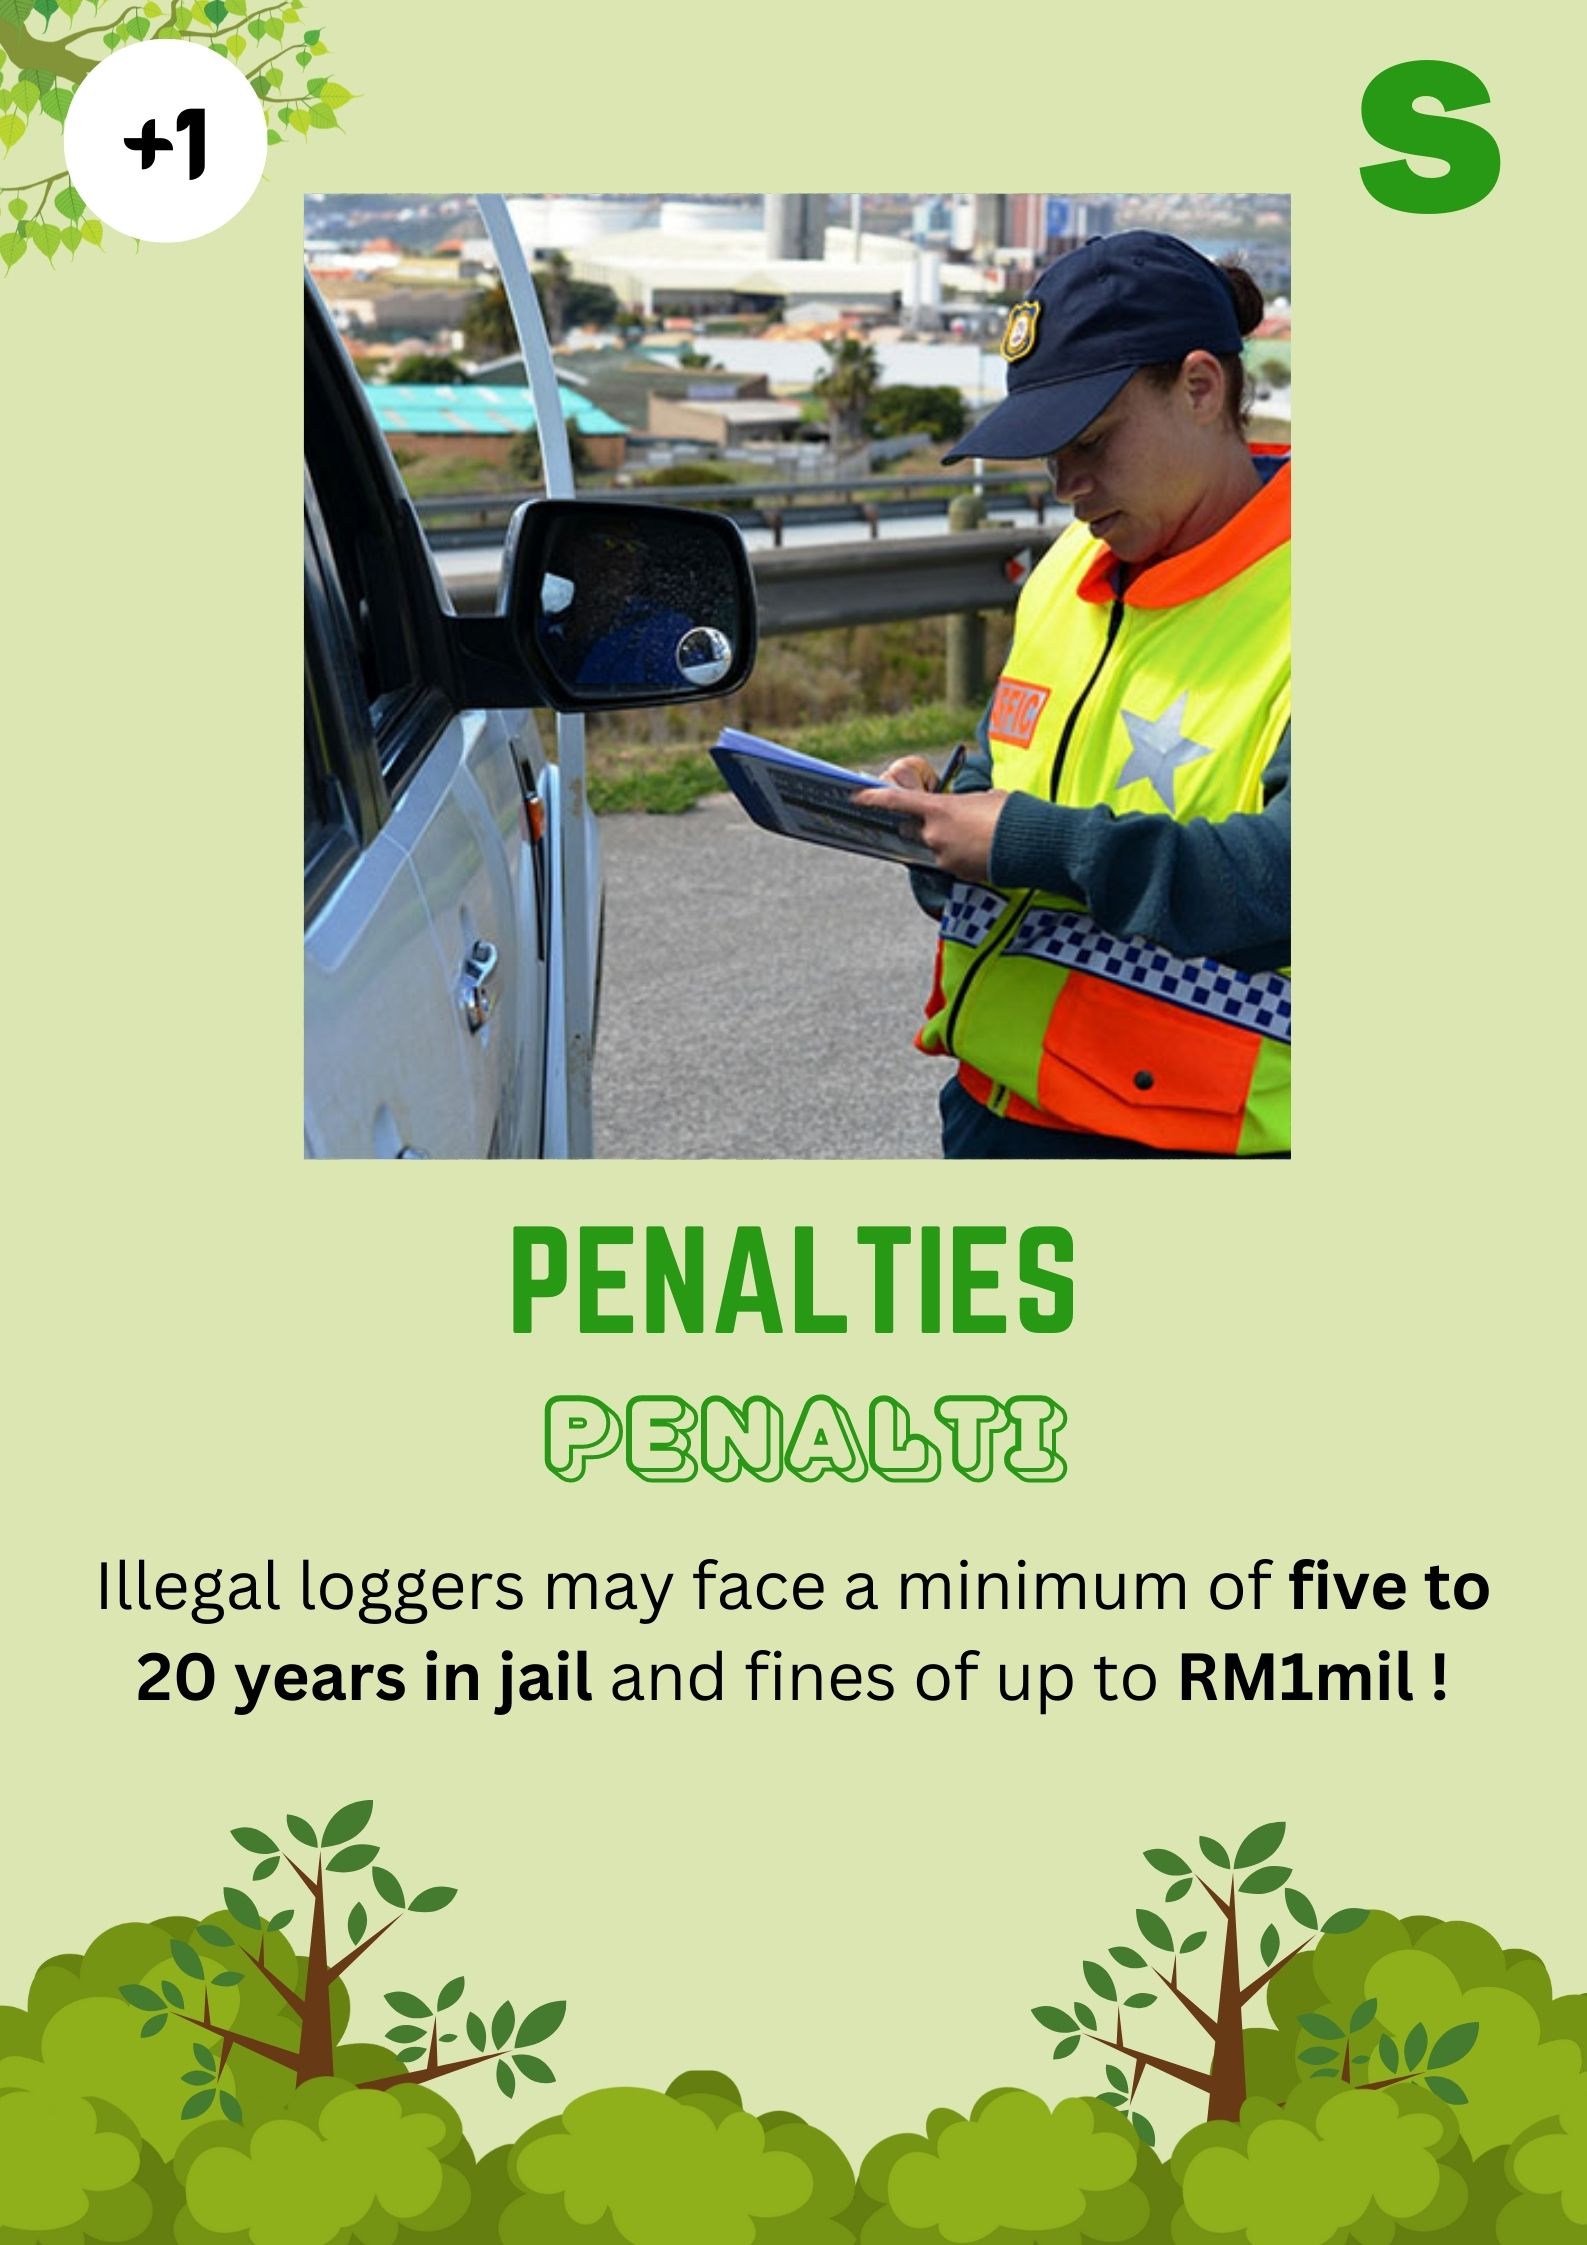 +1
S
PENALTIES
PENALTI
Illegal loggers may face a minimum of five to
20 years in jail and fines of up to RM1mil !